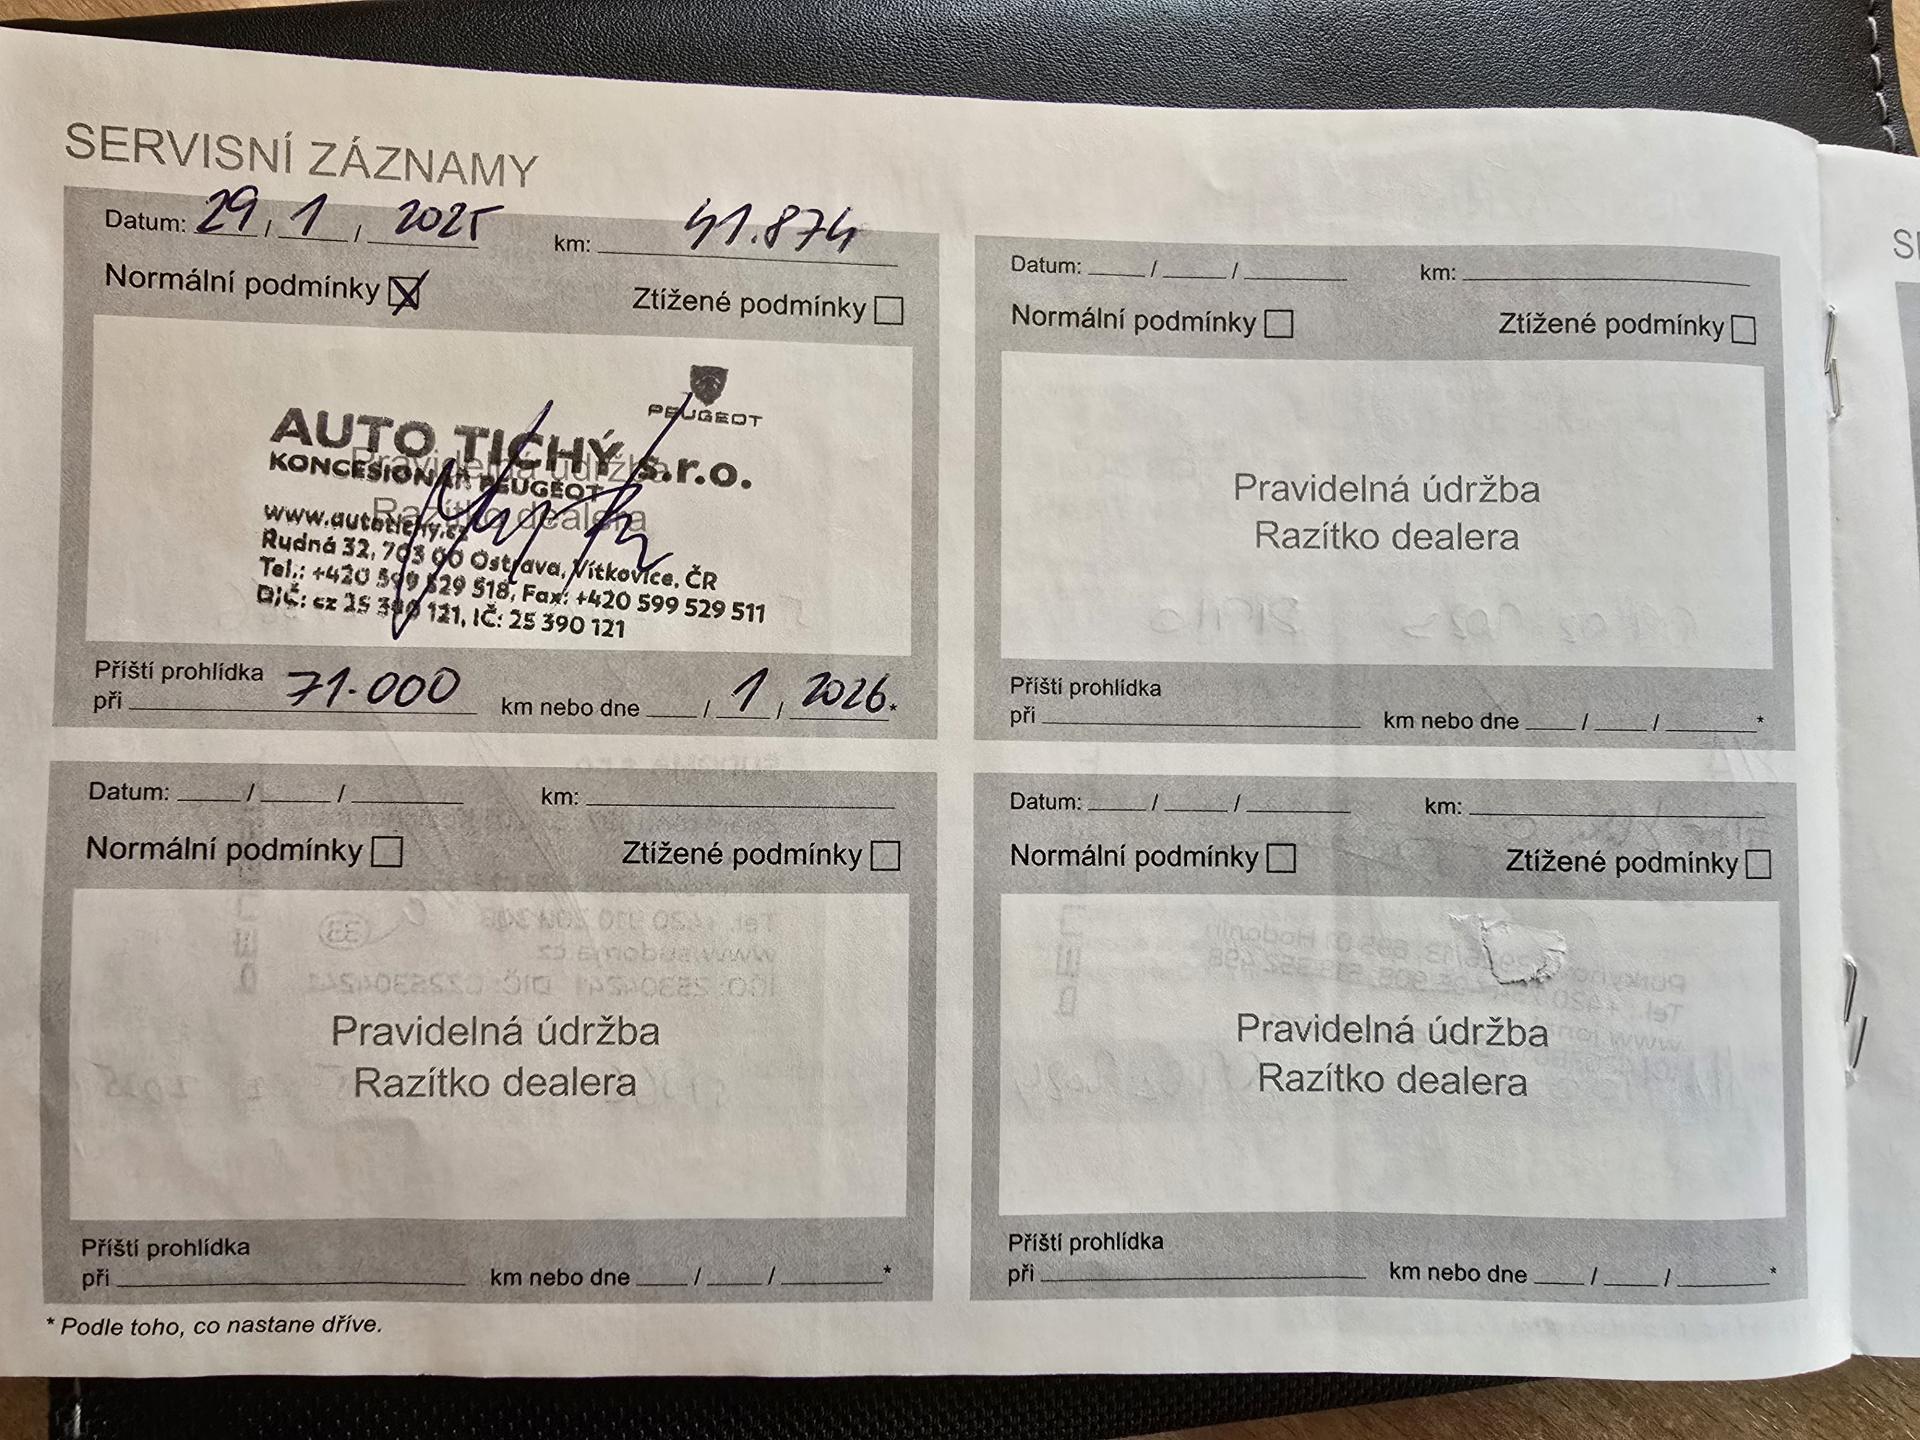 SERVISNÍ ZÁZNAMY
Datum: 29 / 1 / 2025 km: 41.874
Normální podmínky Ztížené podmínky
PEUGEOT
AUTO TICHÝ s.r.o.
KONCESIONÁŘ PEUGEOT
Pravidelná údržba
Razítko dealera
www.autotichy.cz
Rudná 32, 703 00 Ostrava, Vítkovice, ČR
Tel.: +420 599 529 518, Fax: +420 599 529 511
DIČ: cz 25 390 121, IČ: 25 390 121
Příští prohlídka
při 71.000 km nebo dne / 1 / 2026 *
Datum: / / km:
Normální podmínky Ztížené podmínky
Pravidelná údržba
Razítko dealera
Příští prohlídka
při km nebo dne / / *
Datum: / / km:
Normální podmínky Ztížené podmínky
Pravidelná údržba
Razítko dealera
Příští prohlídka
při km nebo dne / / *
Datum: / / km:
Normální podmínky Ztížené podmínky
Pravidelná údržba
Razítko dealera
Příští prohlídka
při km nebo dne / / *
* Podle toho, co nastane dříve.